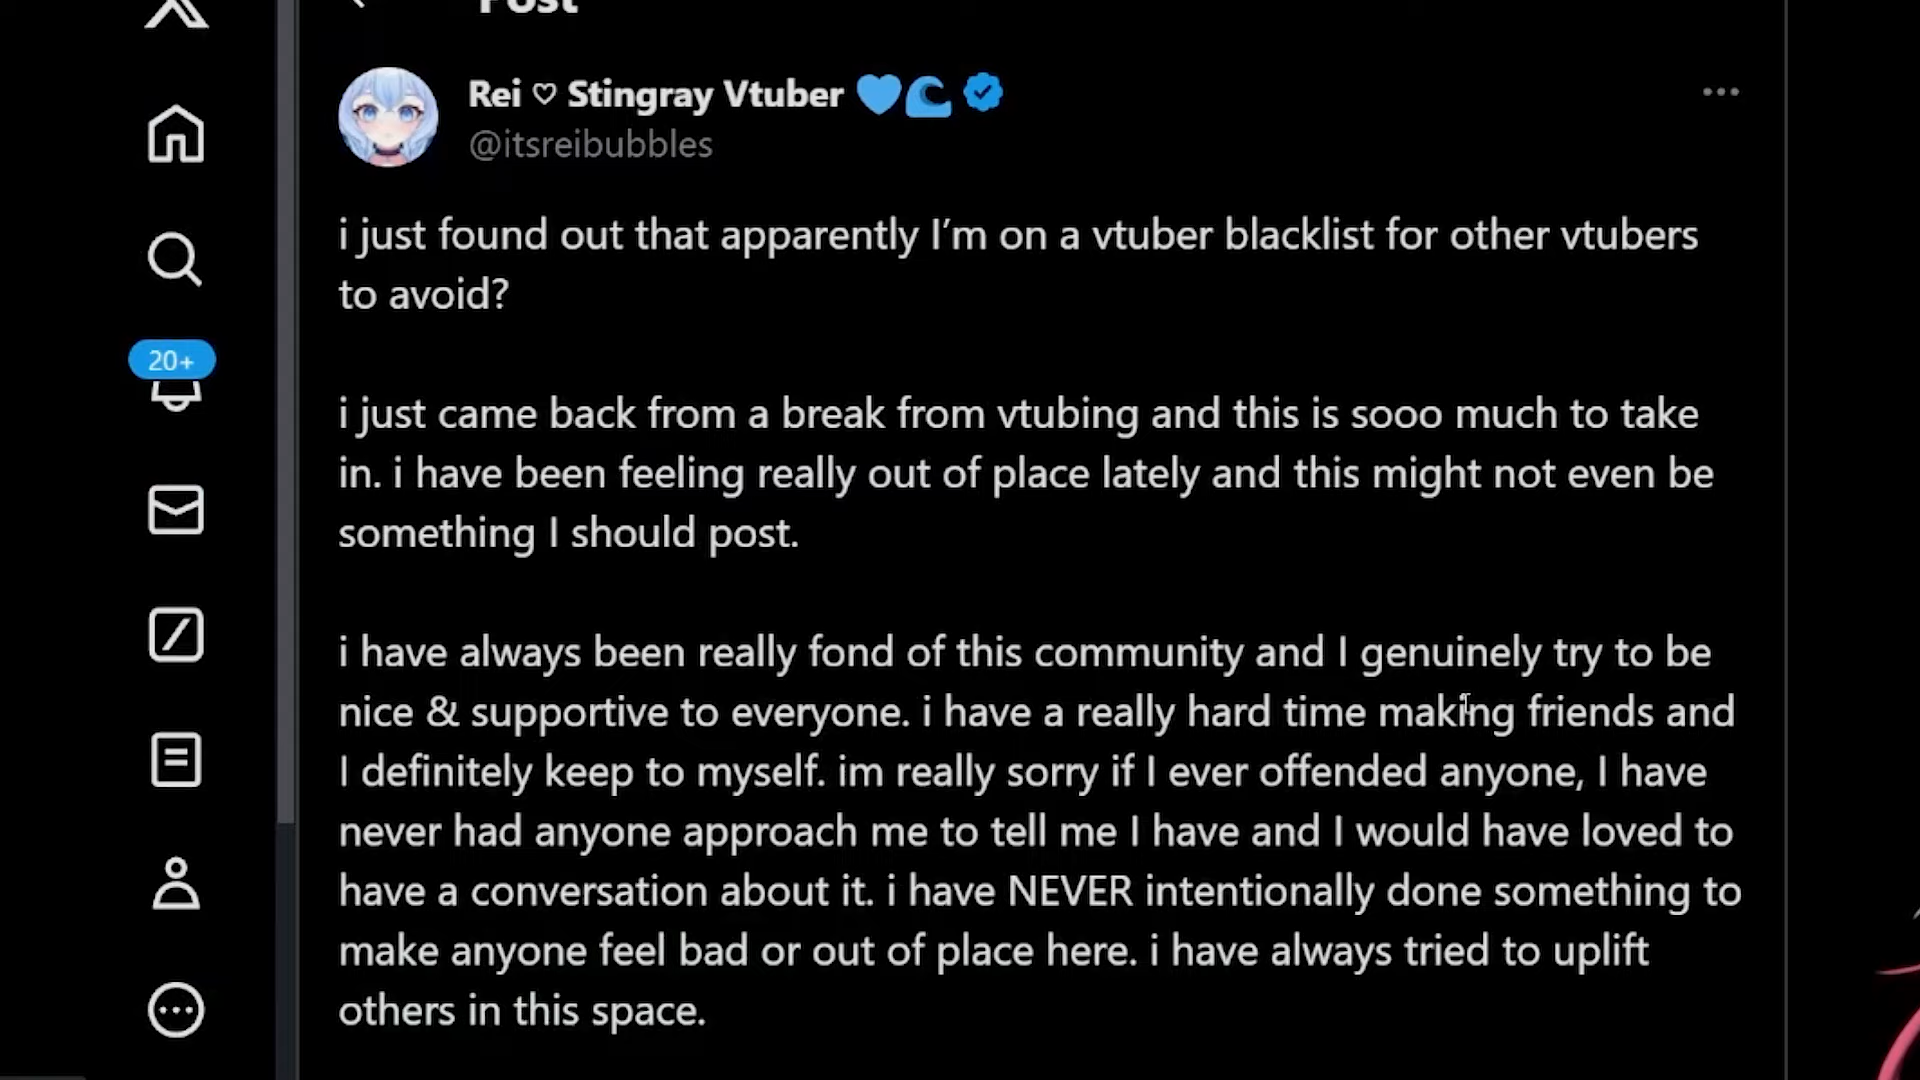 Post
Rei ♡ Stingray Vtuber 💙🌊
@itsreibubbles
i just found out that apparently I’m on a vtuber blacklist for other vtubers
to avoid?
20+
i just came back from a break from vtubing and this is sooo much to take
in. i have been feeling really out of place lately and this might not even be
something I should post.
i have always been really fond of this community and I genuinely try to be
nice & supportive to everyone. i have a really hard time making friends and
I definitely keep to myself. im really sorry if I ever offended anyone, I have
never had anyone approach me to tell me I have and I would have loved to
have a conversation about it. i have NEVER intentionally done something to
make anyone feel bad or out of place here. i have always tried to uplift
others in this space.